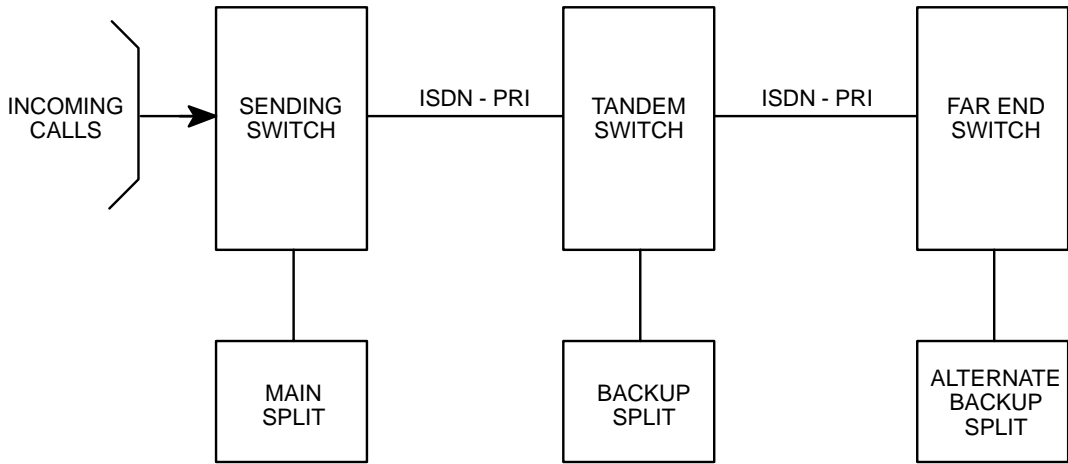 INCOMING
CALLS
SENDING
SWITCH
ISDN - PRI
TANDEM
SWITCH
ISDN - PRI
FAR END
SWITCH
MAIN
SPLIT
BACKUP
SPLIT
ALTERNATE
BACKUP
SPLIT